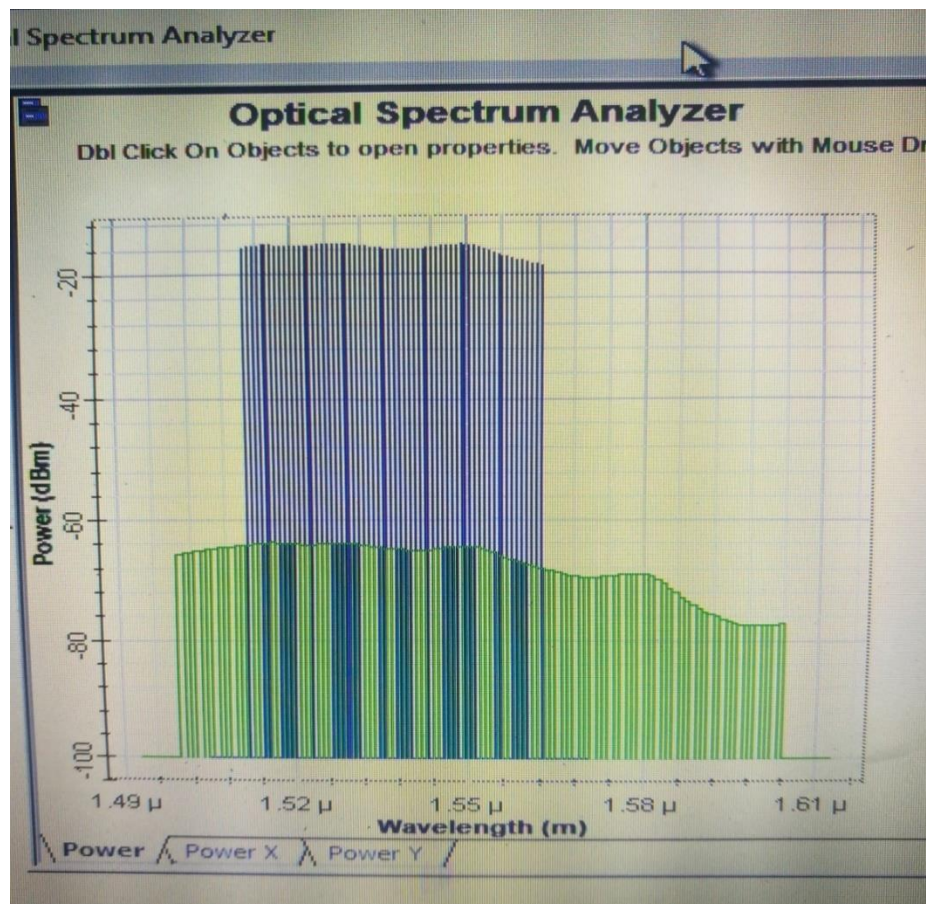 l Spectrum Analyzer
Optical Spectrum Analyzer
Dbl Click On Objects to open properties. Move Objects with Mouse Dr
-20
-40
-60
-80
-100
Power (dBm)
1.49 µ 1.52 µ 1.55 µ 1.58 µ 1.61 µ
Wavelength (m)
Power Power X Power Y